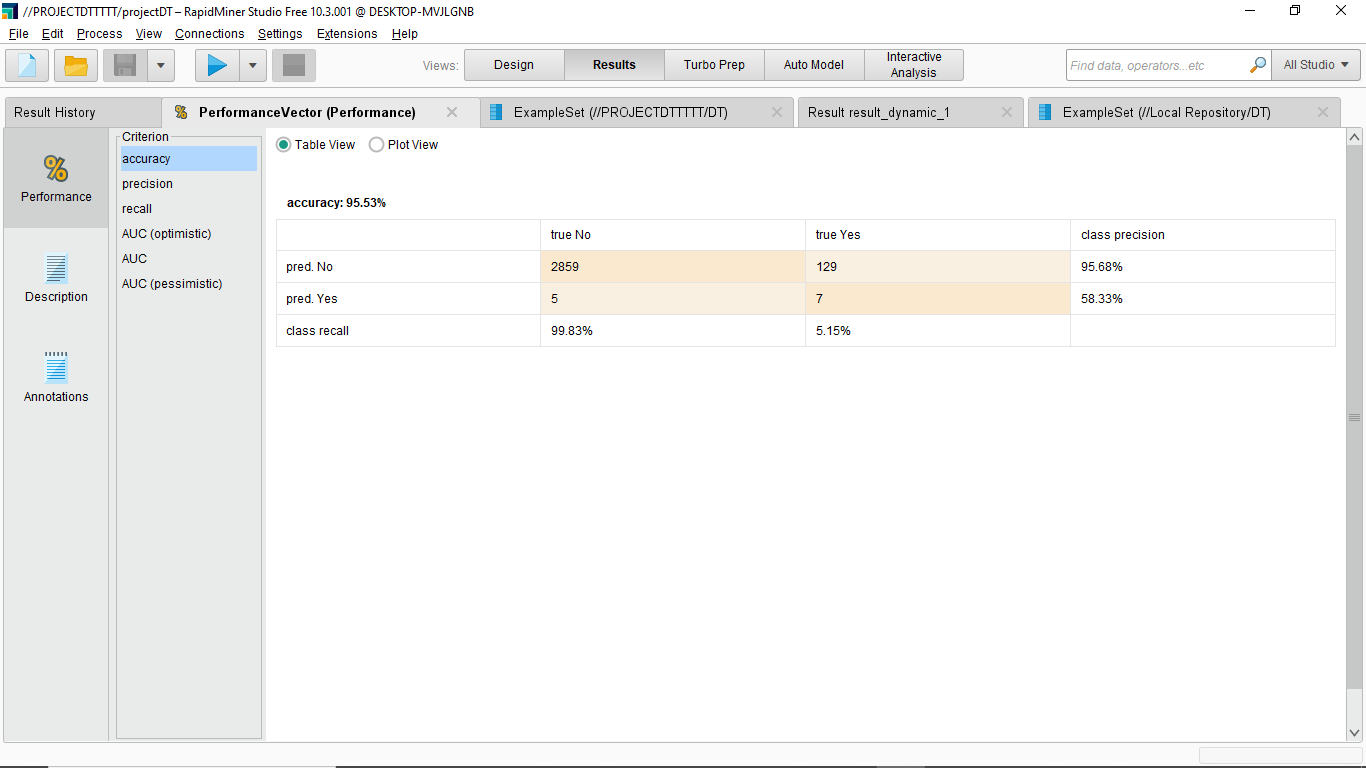 //PROJECTDTTTTT/projectDT – RapidMiner Studio Free 10.3.001 @ DESKTOP-MVJLGNB
File Edit Process View Connections Settings Extensions Help
Views: Design Results Turbo Prep Auto Model Interactive Analysis Find data, operators...etc All Studio
Result History % PerformanceVector (Performance) ExampleSet (//PROJECTDTTTTT/DT) Result result_dynamic_1 ExampleSet (//Local Repository/DT)
%
Performance
Description
Annotations
Criterion
accuracy
precision
recall
AUC (optimistic)
AUC
AUC (pessimistic)
Table View Plot View
accuracy: 95.53%
true No true Yes class precision
pred. No 2859 129 95.68%
pred. Yes 5 7 58.33%
class recall 99.83% 5.15%